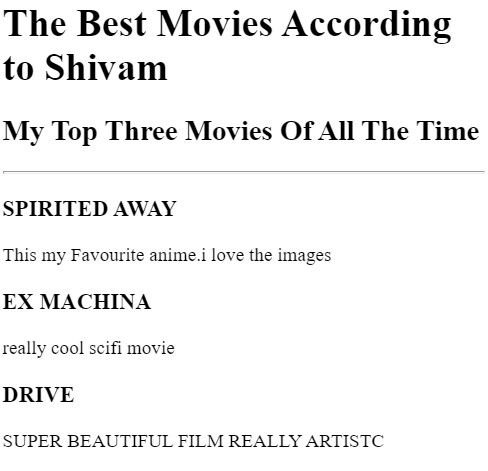 The Best Movies According
to Shivam
My Top Three Movies Of All The Time
SPIRITED AWAY
This my Favourite anime.i love the images
EX MACHINA
really cool scifi movie
DRIVE
SUPER BEAUTIFUL FILM REALLY ARTISTC